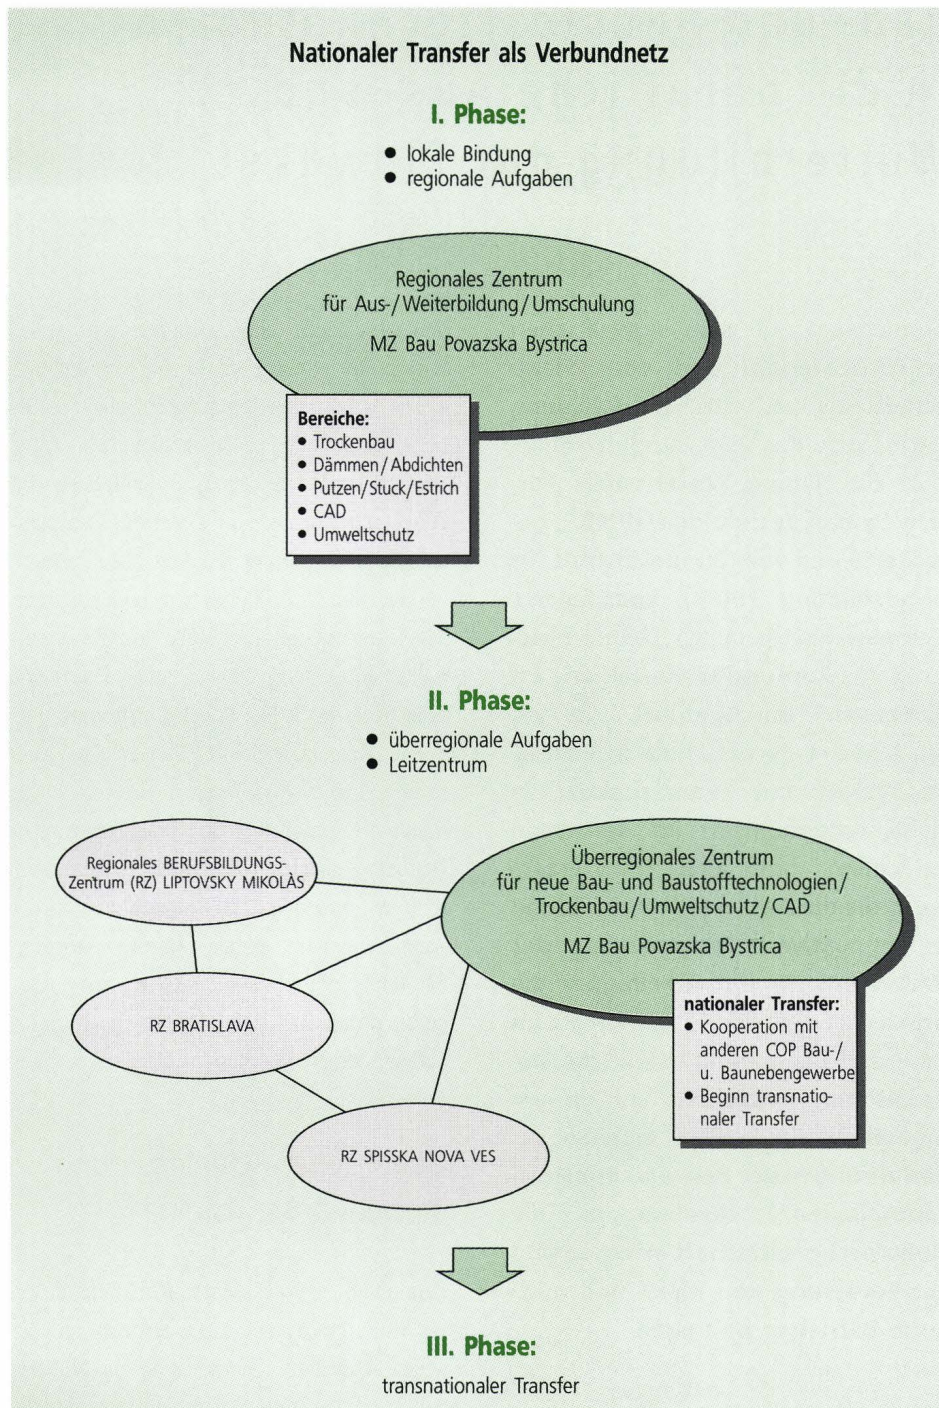 Nationaler Transfer als Verbundnetz
I. Phase:
● lokale Bindung
● regionale Aufgaben
Regionales Zentrum
für Aus-/Weiterbildung/Umschulung
MZ Bau Povazska Bystrica
Bereiche:
● Trockenbau
● Dämmen/Abdichten
● Putzen/Stuck/Estrich
● CAD
● Umweltschutz
II. Phase:
● überregionale Aufgaben
● Leitzentrum
Regionales BERUFSBILDUNGS-
Zentrum (RZ) LIPTOVSKY MIKOLÀS
Überregionales Zentrum
für neue Bau- und Baustofftechnologien/
Trockenbau/Umweltschutz/CAD
MZ Bau Povazska Bystrica
RZ BRATISLAVA
nationaler Transfer:
● Kooperation mit
anderen COP Bau-/
u. Baunebengewerbe
● Beginn transnatio-
naler Transfer
RZ SPISSKA NOVA VES
III. Phase:
transnationaler Transfer